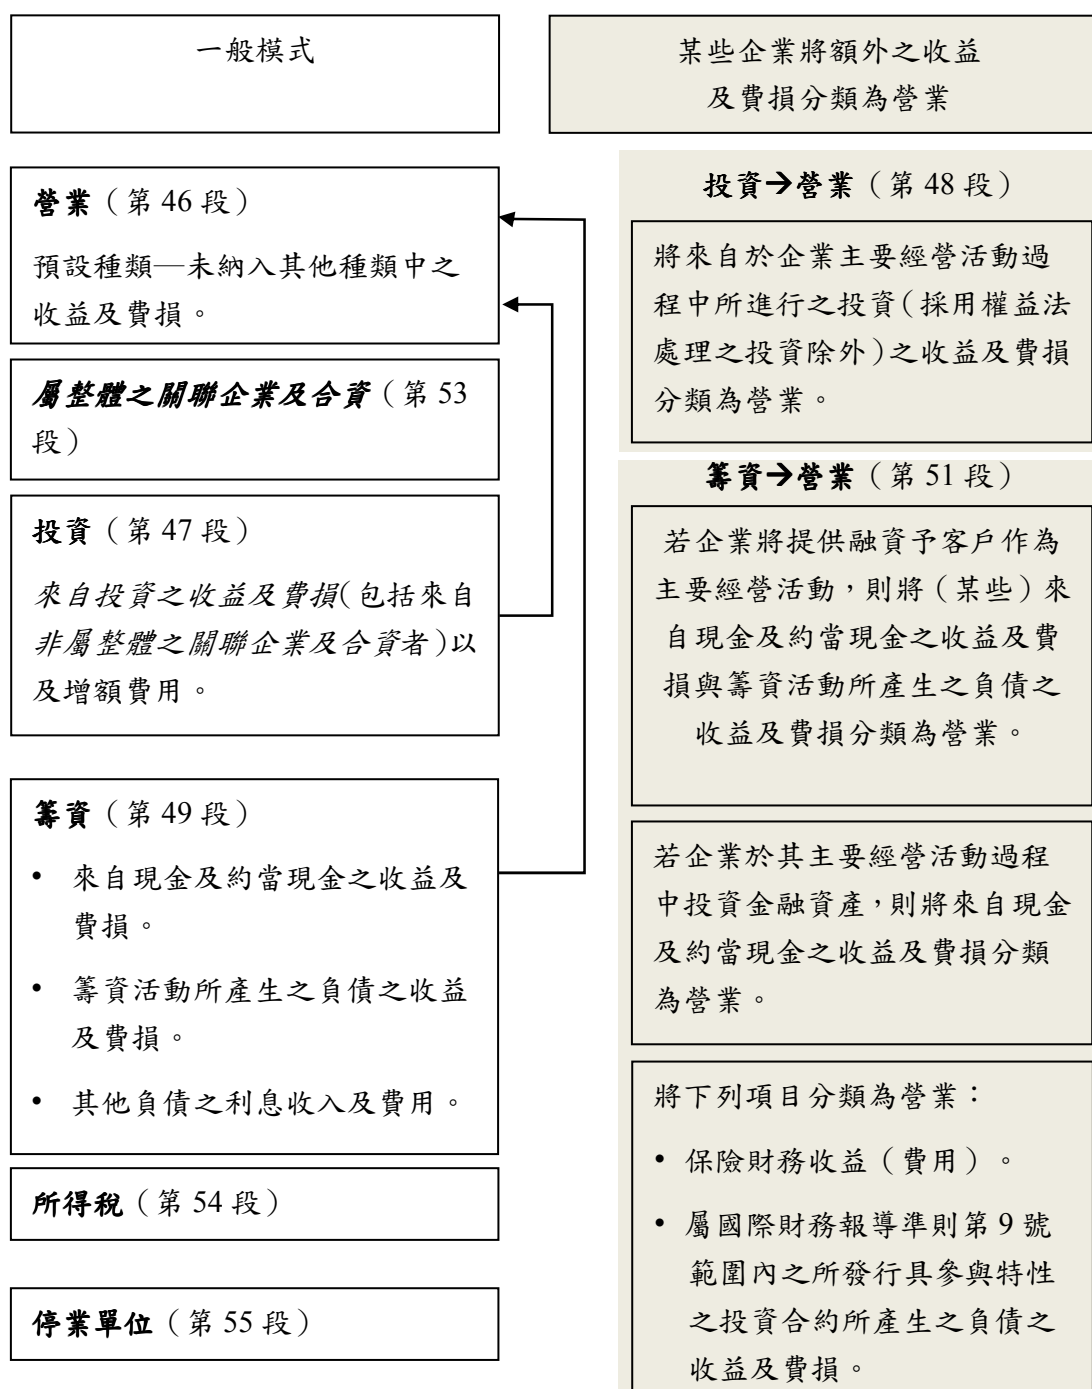 一般模式
某些企業將額外之收益
及費損分類為營業
營業（第 46 段）
預設種類—未納入其他種類中之
收益及費損。
屬整體之關聯企業及合資（第 53
段）
投資（第 47 段）
來自投資之收益及費損(包括來自
非屬整體之關聯企業及合資者)以
及增額費用。
籌資（第 49 段）
• 來自現金及約當現金之收益及
費損。
• 籌資活動所產生之負債之收益
及費損。
• 其他負債之利息收入及費用。
所得稅（第 54 段）
停業單位（第 55 段）
投資→營業（第 48 段）
將來自於企業主要經營活動過
程中所進行之投資(採用權益法
處理之投資除外)之收益及費損
分類為營業。
籌資→營業（第 51 段）
若企業將提供融資予客戶作為
主要經營活動，則將（某些）來
自現金及約當現金之收益及費
損與籌資活動所產生之負債之
收益及費損分類為營業。
若企業於其主要經營活動過程
中投資金融資產，則將來自現金
及約當現金之收益及費損分類
為營業。
將下列項目分類為營業：
• 保險財務收益（費用）。
• 屬國際財務報導準則第 9 號
範圍內之所發行具參與特性
之投資合約所產生之負債之
收益及費損。